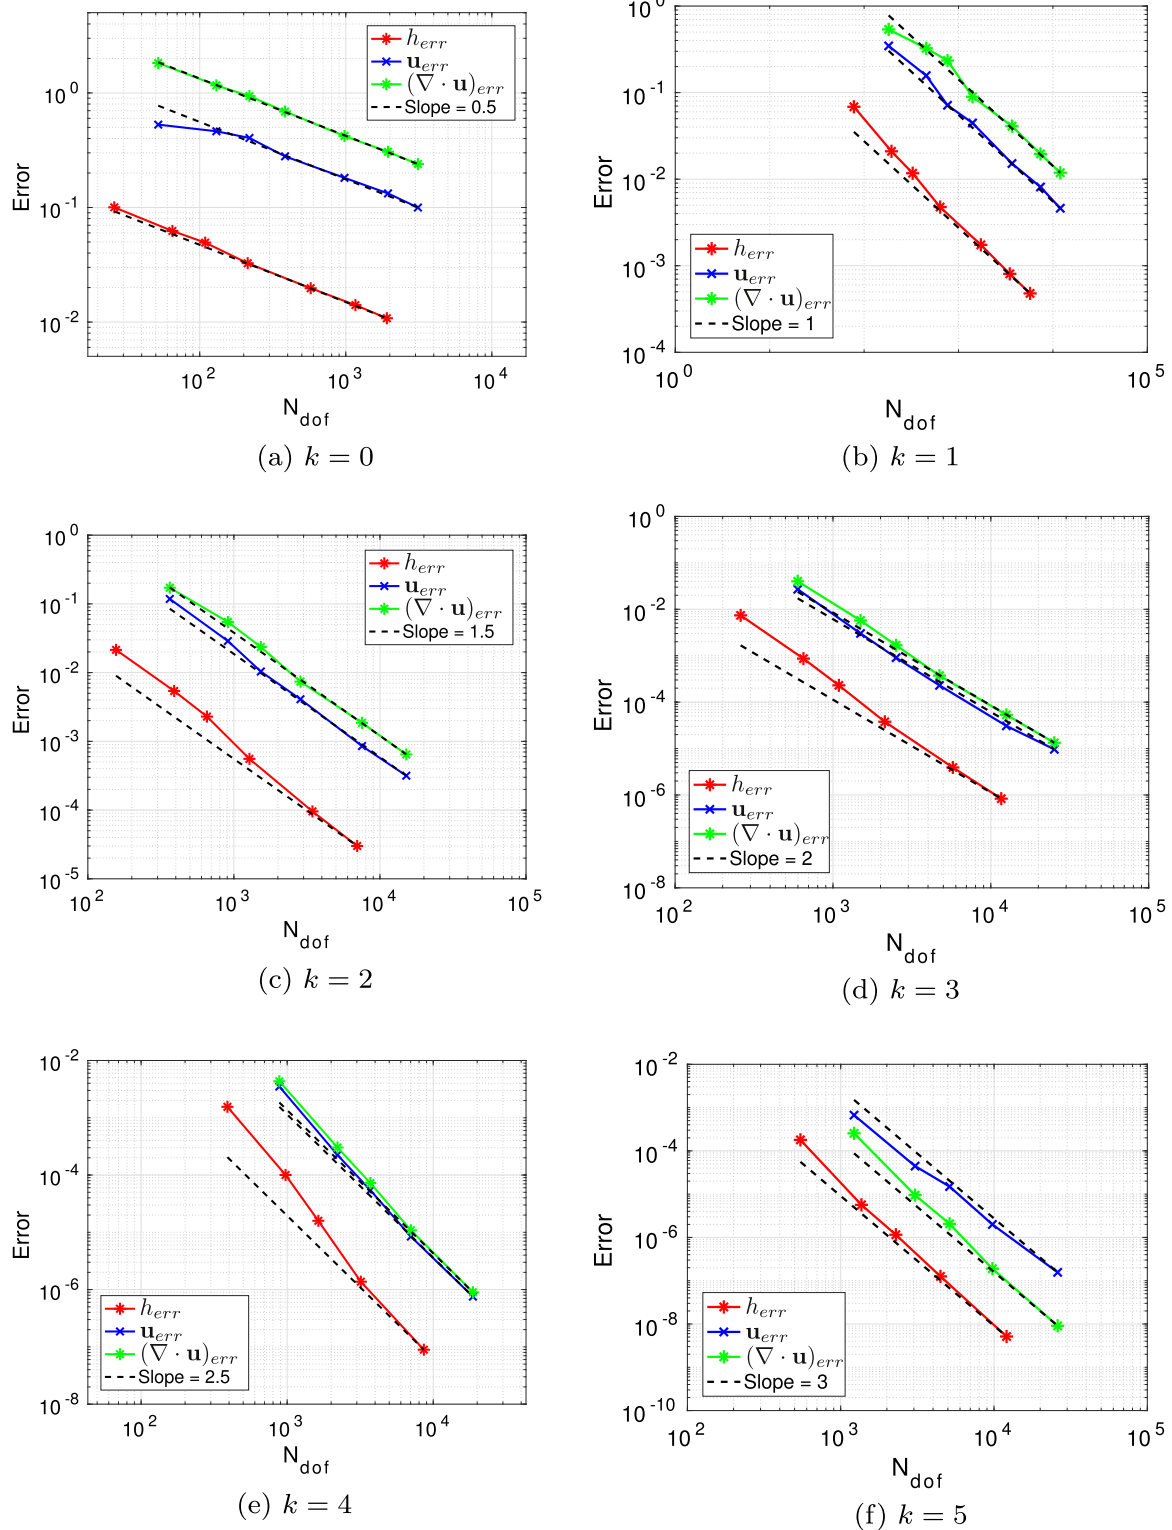 10^0
10^-1
10^-2
Error
10^2
10^3
10^4
N_dof
h_err
u_err
(∇ · u)_err
Slope = 0.5
(a) k = 0
10^0
10^-1
10^-2
10^-3
10^-4
Error
10^0
10^5
N_dof
h_err
u_err
(∇ · u)_err
Slope = 1
(b) k = 1
10^0
10^-1
10^-2
10^-3
10^-4
10^-5
Error
10^2
10^3
10^4
10^5
N_dof
h_err
u_err
(∇ · u)_err
Slope = 1.5
(c) k = 2
10^0
10^-2
10^-4
10^-6
10^-8
Error
10^2
10^3
10^4
10^5
N_dof
h_err
u_err
(∇ · u)_err
Slope = 2
(d) k = 3
10^-2
10^-4
10^-6
10^-8
Error
10^2
10^3
10^4
N_dof
h_err
u_err
(∇ · u)_err
Slope = 2.5
(e) k = 4
10^-2
10^-4
10^-6
10^-8
10^-10
Error
10^2
10^3
10^4
10^5
N_dof
h_err
u_err
(∇ · u)_err
Slope = 3
(f) k = 5